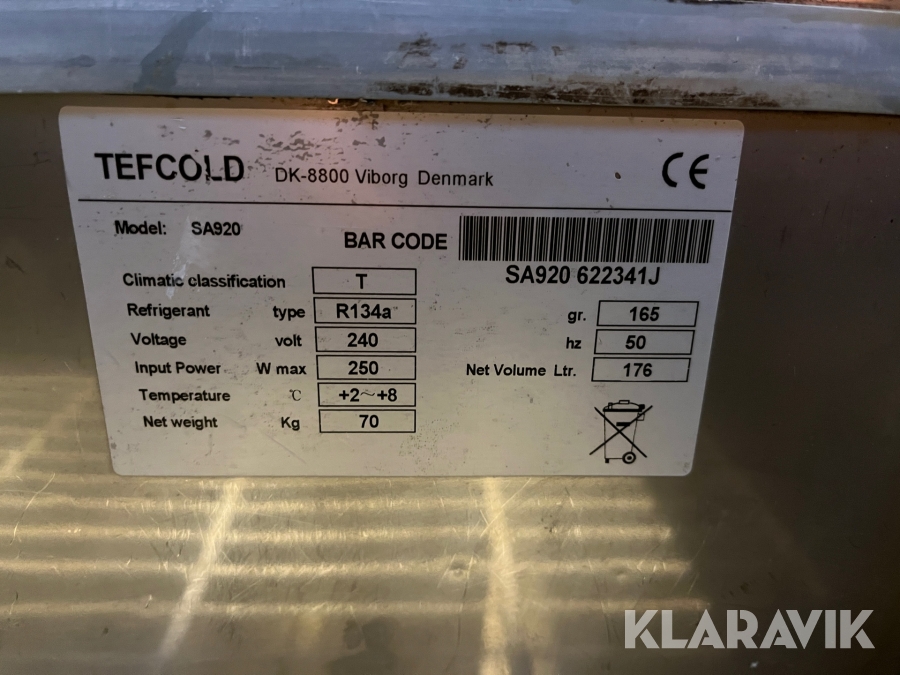 TEFCOLD DK-8800 Viborg Denmark CE
Model: SA920
BAR CODE
SA920 622341J
Climatic classification T
Refrigerant type R134a gr. 165
Voltage volt 240 hz 50
Input Power W max 250 Net Volume Ltr. 176
Temperature ℃ +2~+8
Net weight Kg 70
KLARAVIK